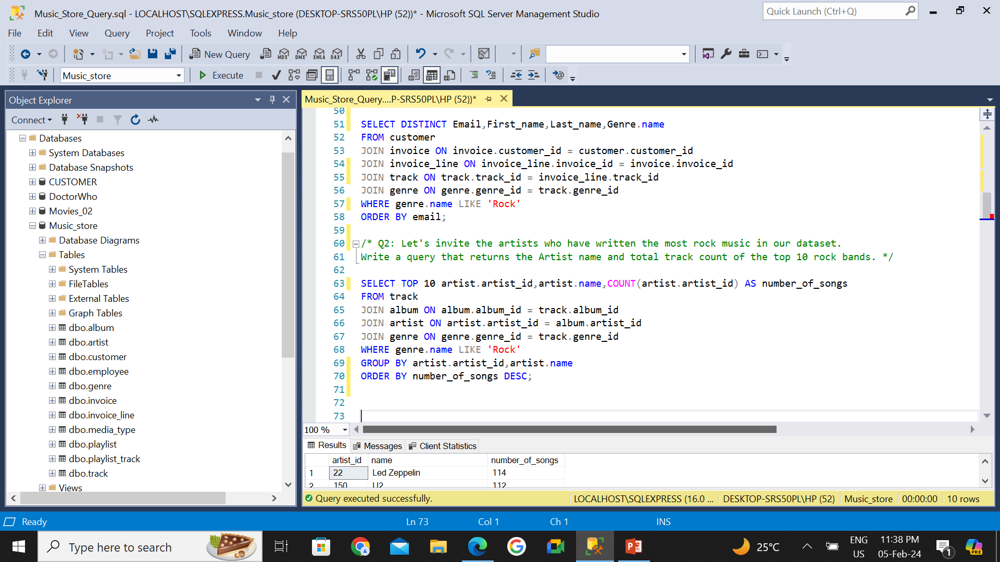 Music_Store_Query.sql - LOCALHOST\SQLEXPRESS.Music_store (DESKTOP-SRS50PL\HP (52))* - Microsoft SQL Server Management Studio
Quick Launch (Ctrl+Q)
File Edit View Query Project Tools Window Help
New Query MDX DMX XMLA DAX
Music_store Execute
Object Explorer
Connect
Databases
System Databases
Database Snapshots
CUSTOMER
DoctorWho
Movies_02
Music_store
Database Diagrams
Tables
System Tables
FileTables
External Tables
Graph Tables
dbo.album
dbo.artist
dbo.customer
dbo.employee
dbo.genre
dbo.invoice
dbo.invoice_line
dbo.media_type
dbo.playlist
dbo.playlist_track
dbo.track
Views
Music_Store_Query....P-SRS50PL\HP (52))*
50
51 SELECT DISTINCT Email,First_name,Last_name,Genre.name
52 FROM customer
53 JOIN invoice ON invoice.customer_id = customer.customer_id
54 JOIN invoice_line ON invoice_line.invoice_id = invoice.invoice_id
55 JOIN track ON track.track_id = invoice_line.track_id
56 JOIN genre ON genre.genre_id = track.genre_id
57 WHERE genre.name LIKE 'Rock'
58 ORDER BY email;
59
60 /* Q2: Let's invite the artists who have written the most rock music in our dataset.
61 Write a query that returns the Artist name and total track count of the top 10 rock bands. */
62
63 SELECT TOP 10 artist.artist_id,artist.name,COUNT(artist.artist_id) AS number_of_songs
64 FROM track
65 JOIN album ON album.album_id = track.album_id
66 JOIN artist ON artist.artist_id = album.artist_id
67 JOIN genre ON genre.genre_id = track.genre_id
68 WHERE genre.name LIKE 'Rock'
69 GROUP BY artist.artist_id,artist.name
70 ORDER BY number_of_songs DESC;
71
72
73
100 %
Results Messages Client Statistics
artist_id name number_of_songs
1 22 Led Zeppelin 114
2 150 U2 112
Query executed successfully. LOCALHOST\SQLEXPRESS (16.0 ... DESKTOP-SRS50PL\HP (52) Music_store 00:00:00 10 rows
Ready Ln 73 Col 1 Ch 1 INS
Type here to search
25°C
ENG
US
11:38 PM
05-Feb-24
1
PRE